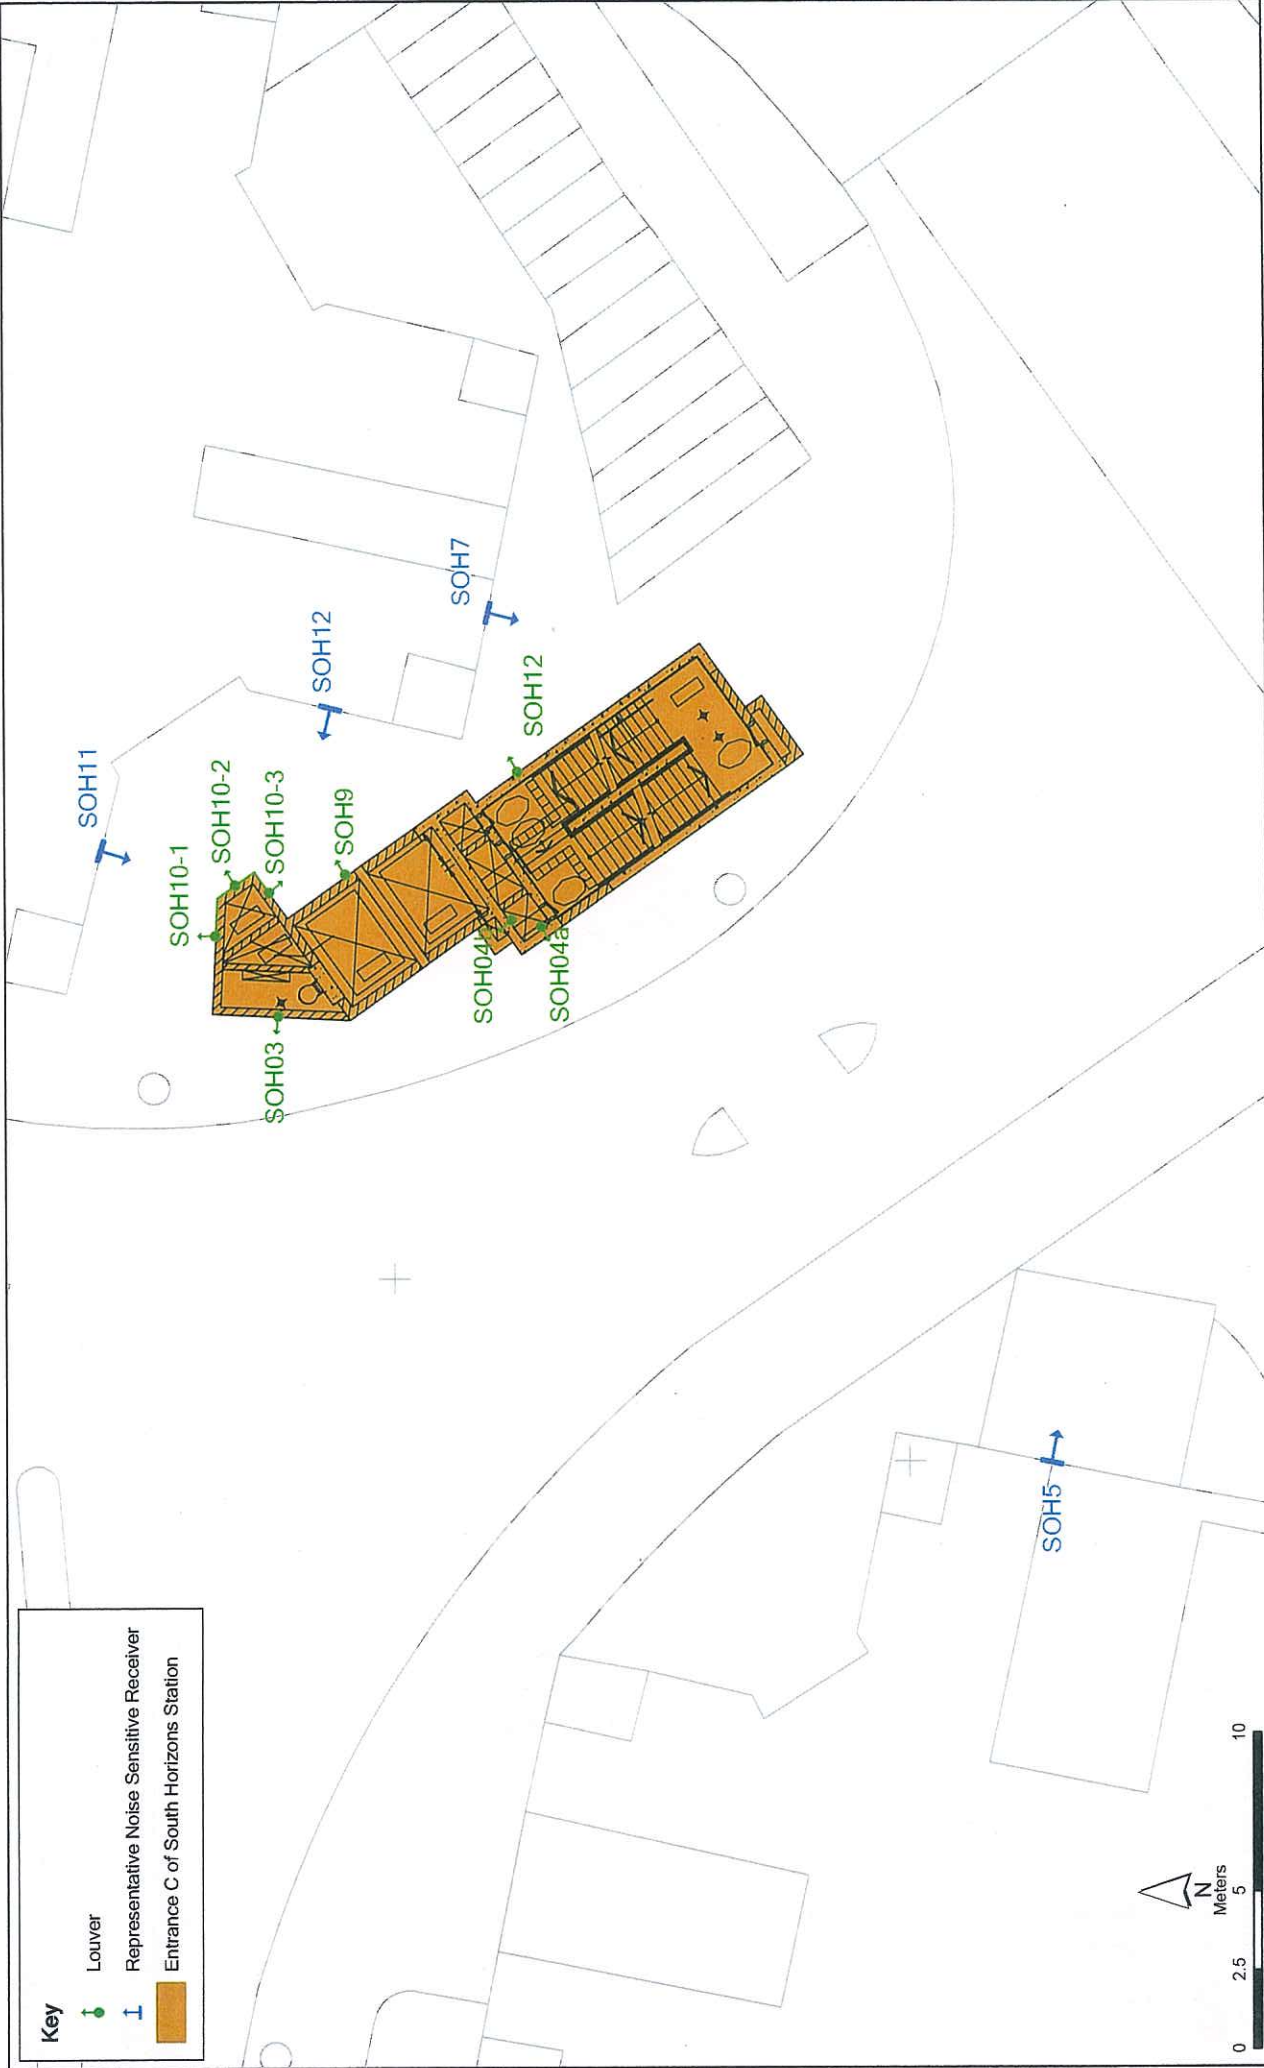 Key
Louver
Representative Noise Sensitive Receiver
Entrance C of South Horizons Station
SOH11
SOH10-1
SOH10-2
SOH10-3
SOH12
SOH9
SOH03
SOH7
SOH12
SOH04b
SOH04a
SOH5
N
Meters
0 2.5 5 10